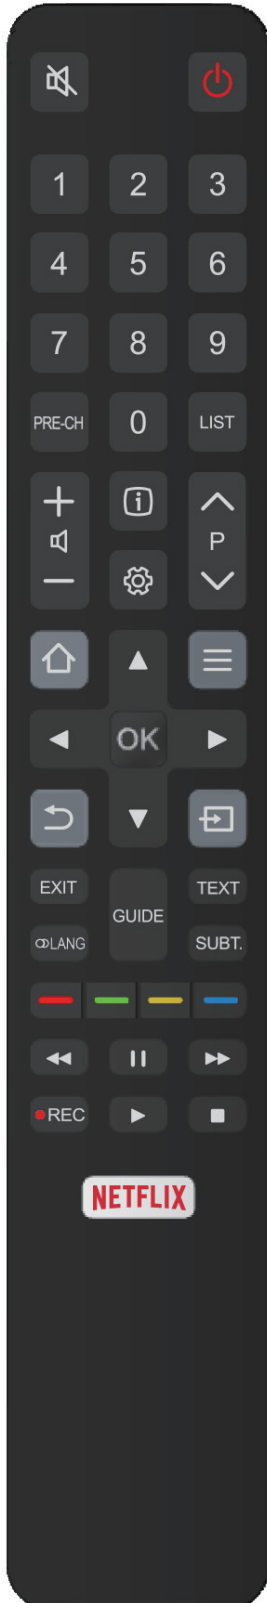 1 2 3
4 5 6
7 8 9
PRE-CH 0 LIST
P
OK
EXIT TEXT
GUIDE
LANG SUBT.
REC
NETFLIX